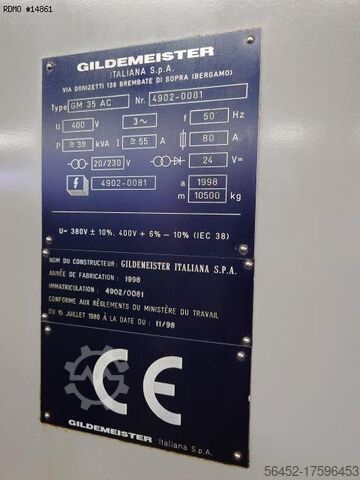 RDMO #14861
GILDEMEISTER
ITALIANA S.p.A.
VIA DONIZETTI 138 BREMBATE DI SOPRA (BERGAMO)
Type GM 35 AC Nr. 4902-0081
U 400 V 3~ f 50 Hz
P ≅ 38 kVA I ≅ 55 A 80 A
20/230 V 24 V=
4902-0081 a 1998
m 10500 kg
U= 380V ± 10%, 400V + 6% – 10% (IEC 38)
NOM DU CONSTRUCTEUR: GILDEMEISTER ITALIANA S.P.A.
ANNÉE DE FABRICATION : 1998
IMMATRICULATION : 4902/0081
CONFORME AUX RÈGLEMENTS DU MINISTÈRE DU TRAVAIL
DU 15 JUILLET 1980 À LA DATE DU : 11/98
CE
GILDEMEISTER Italiana S.p.A.
56452-17596453